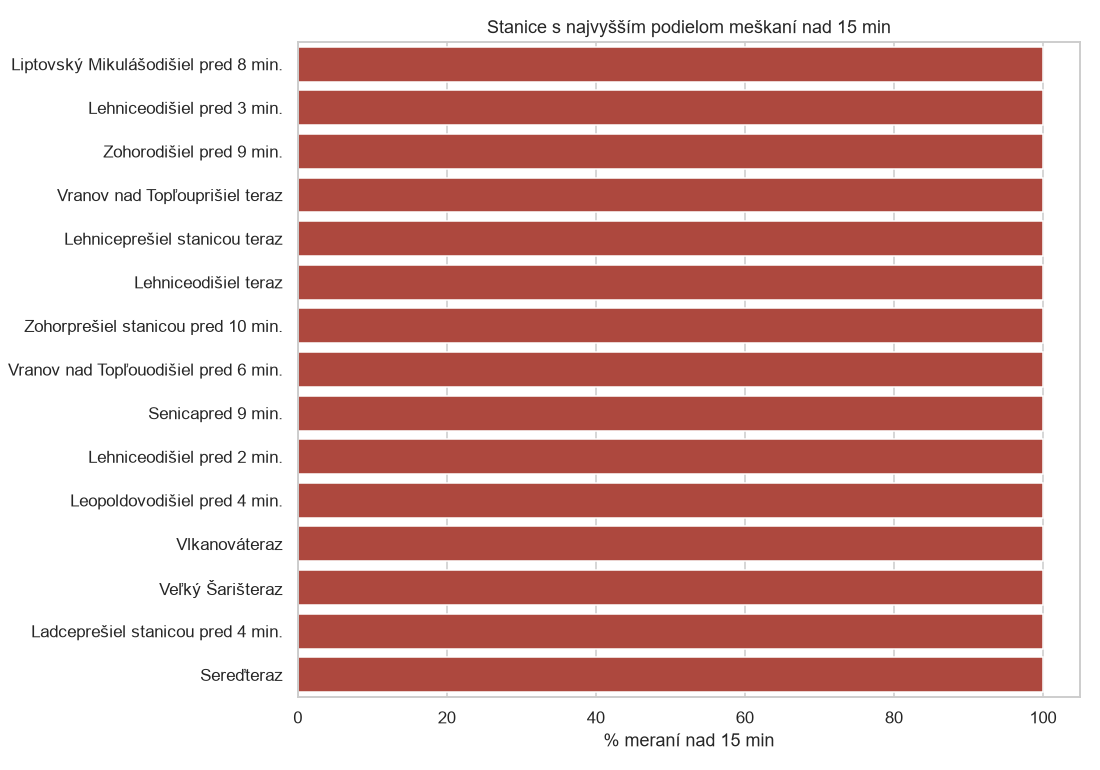 Stanice s najvyšším podielom meškaní nad 15 min
Liptovský Mikulášodišiel pred 8 min.
Lehniceodišiel pred 3 min.
Zohorodišiel pred 9 min.
Vranov nad Topľouprišiel teraz
Lehniceprešiel stanicou teraz
Lehniceodišiel teraz
Zohorprešiel stanicou pred 10 min.
Vranov nad Topľouodišiel pred 6 min.
Senicapred 9 min.
Lehniceodišiel pred 2 min.
Leopoldovodišiel pred 4 min.
Vlkanováteraz
Veľký Šarišteraz
Ladceprešiel stanicou pred 4 min.
Sereďteraz
0 20 40 60 80 100
% meraní nad 15 min